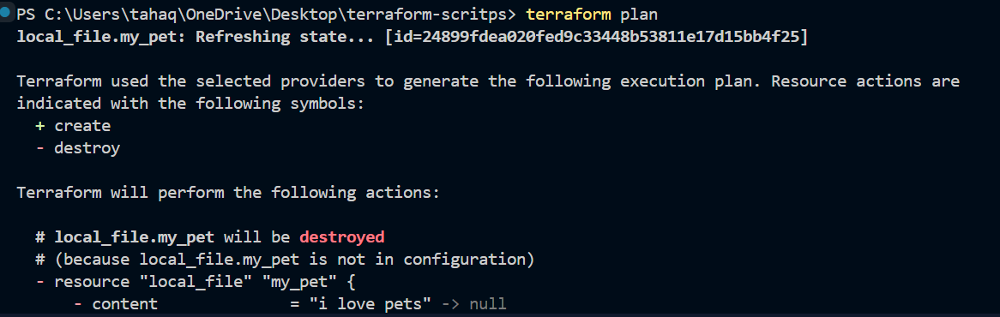 PS C:\Users\tahaq\OneDrive\Desktop\terraform-scritps> terraform plan
local_file.my_pet: Refreshing state... [id=24899fdea020fed9c33448b53811e17d15bb4f25]
Terraform used the selected providers to generate the following execution plan. Resource actions are
indicated with the following symbols:
+ create
- destroy
Terraform will perform the following actions:
# local_file.my_pet will be destroyed
# (because local_file.my_pet is not in configuration)
- resource "local_file" "my_pet" {
- content = "i love pets" -> null